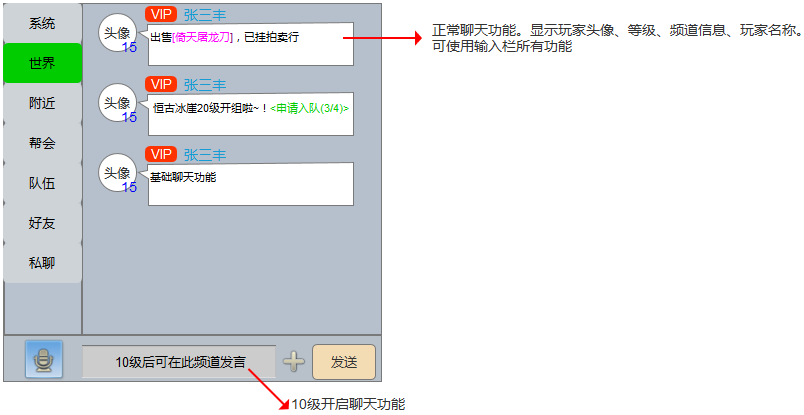 系统
世界
附近
帮会
队伍
好友
私聊
头像
15
VIP 张三丰
出售[倚天屠龙刀]，已挂拍卖行
头像
15
VIP 张三丰
恒古冰崖20级开组啦~！<申请入队(3/4)>
头像
15
VIP 张三丰
基础聊天功能
10级后可在此频道发言
发送
正常聊天功能。显示玩家头像、等级、频道信息、玩家名称。
可使用输入栏所有功能
10级开启聊天功能